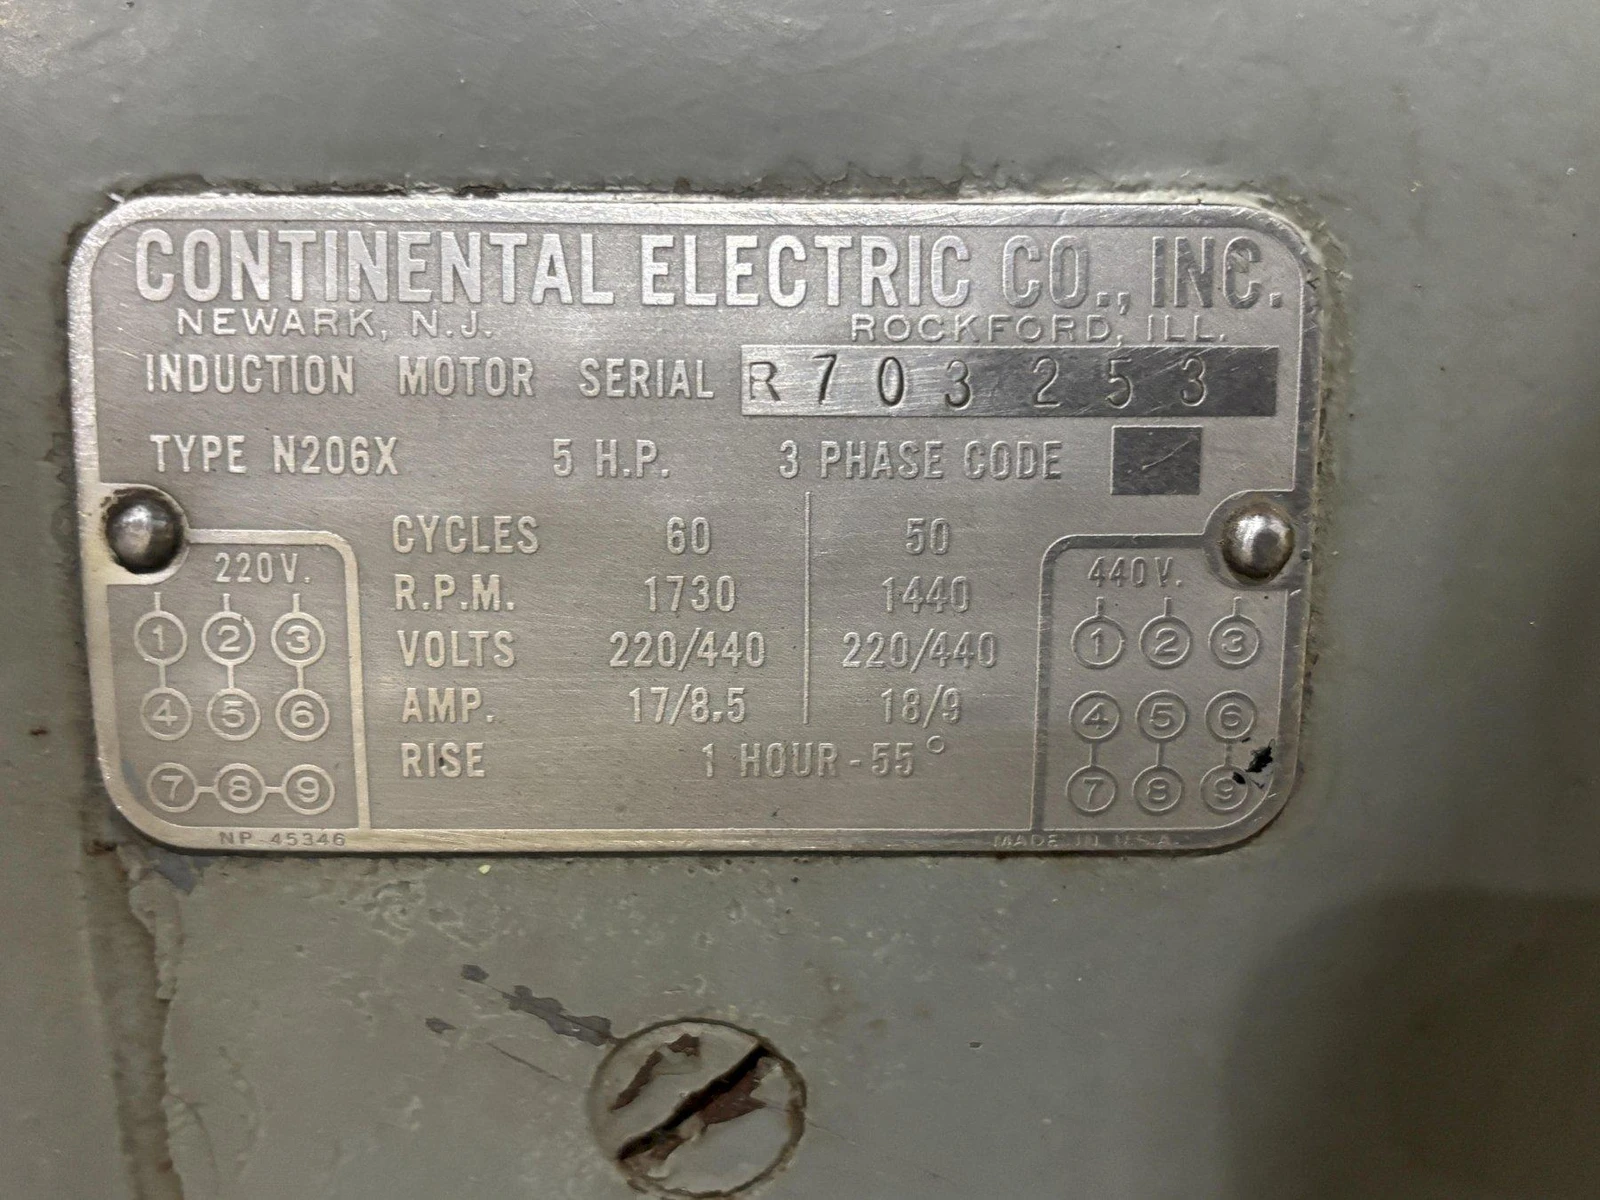 CONTINENTAL ELECTRIC CO., INC.
NEWARK, N.J. ROCKFORD, ILL.
INDUCTION MOTOR SERIAL R703253
TYPE N206X 5 H.P. 3 PHASE CODE
CYCLES 60 50
R.P.M. 1730 1440
VOLTS 220/440 220/440
AMP. 17/8.5 18/9
RISE 1 HOUR-55°
220V.
1 2 3
4 5 6
7-8-9
440V.
1 2 3
4 5 6
7 8 9
NP 45346 MADE IN U.S.A.